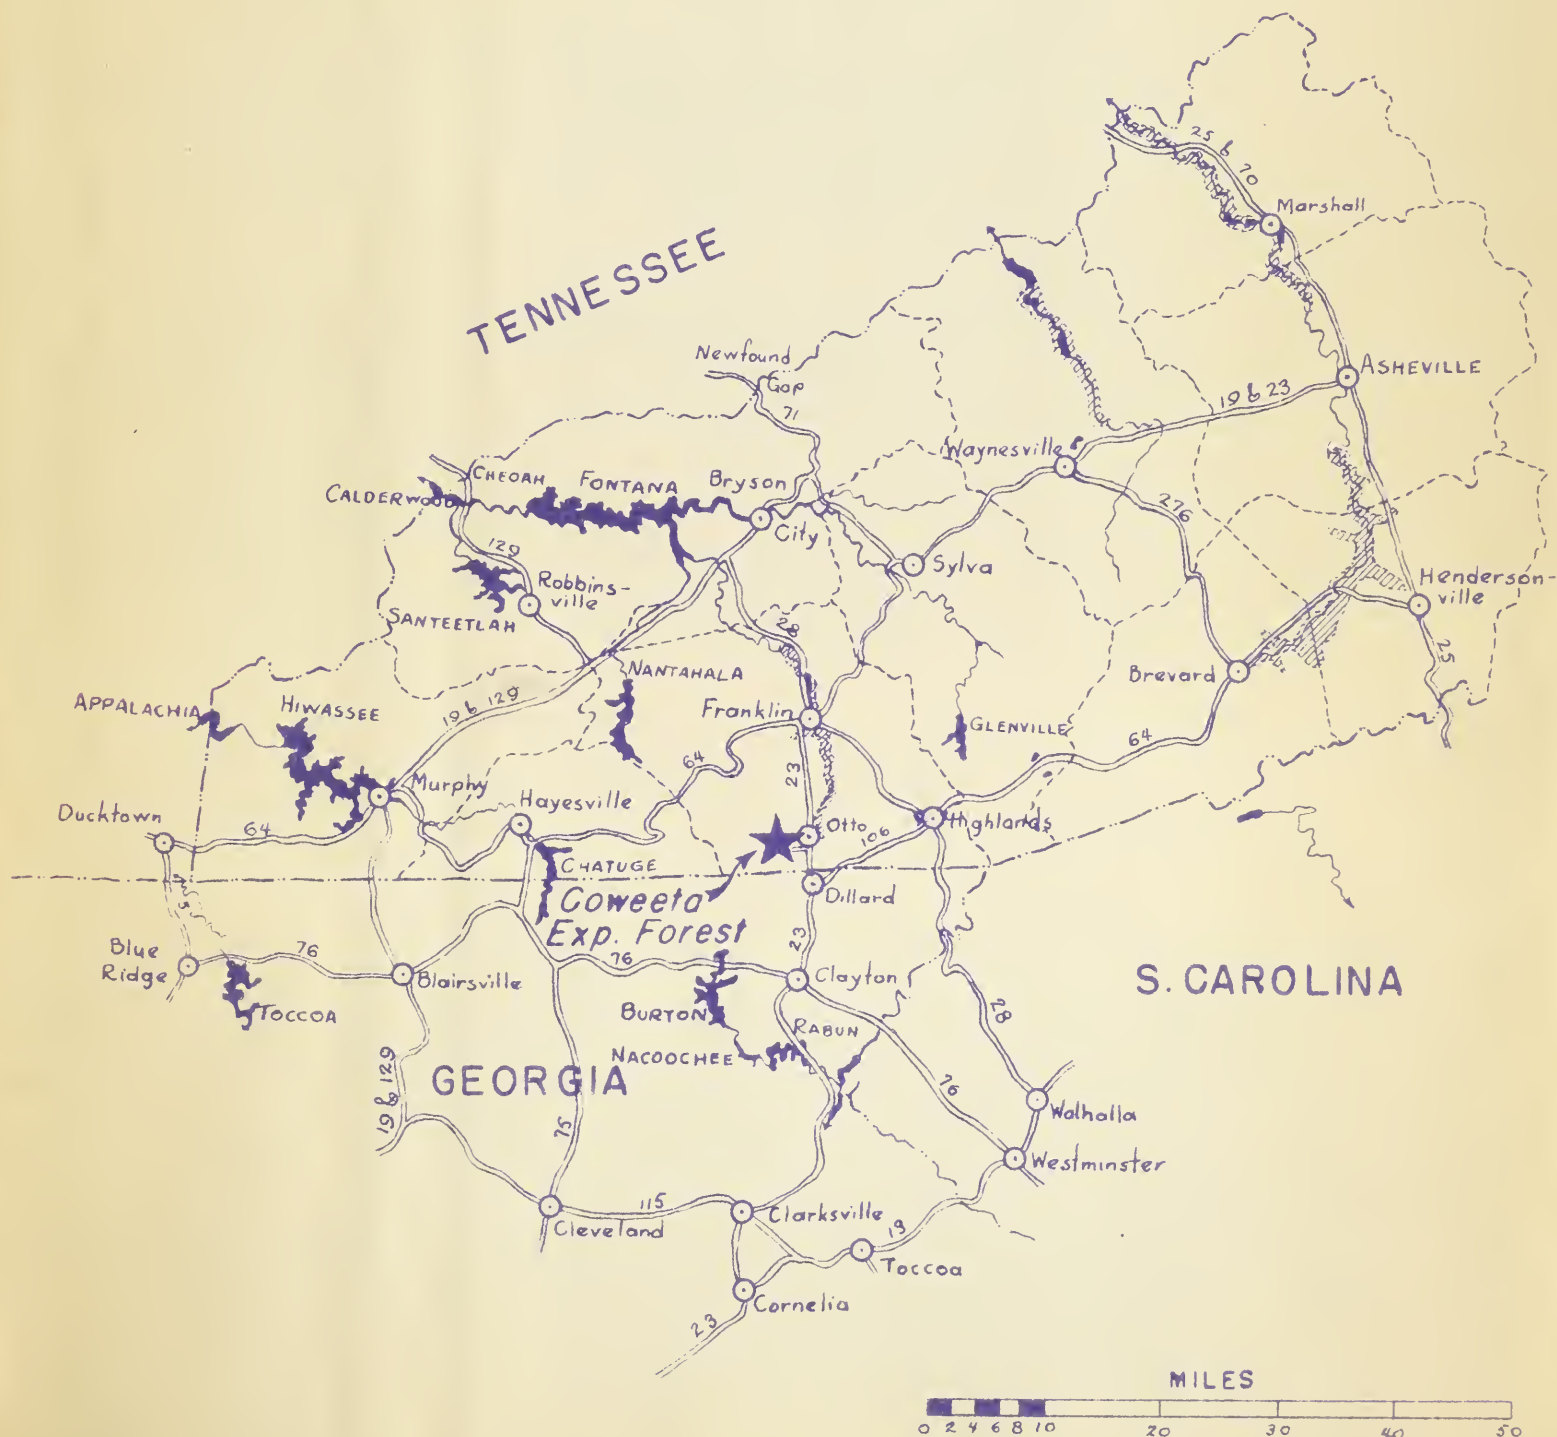 25 & 70
Marshall
TENNESSEE
Newfound
Gap
71
ASHEVILLE
19 & 23
Waynesville
CHEOAH
FONTANA
Bryson
City
CALDERWOOD
276
129
Sylva
Robbins-
ville
Henderson-
ville
SANTEETLAH
28
25
NANTAHALA
Brevard
APPALACHIA
HIWASSEE
19 & 129
Franklin
GLENVILLE
64
64
23
Murphy
Hayesville
Ducktown
64
Otto
106
Highlands
CHATUGE
Coweeta
Exp. Forest
Dillard
23
Blue
Ridge
76
Blairsville
76
Clayton
S. CAROLINA
TOCCOA
BURTON
RABUN
28
NACOOCHEE
GEORGIA
19 & 129
76
75
Walhalla
Westminster
115
Cleveland
Clarksville
13
Toccoa
Cornelia
23
MILES
0 2 4 6 8 10 20 30 40 50